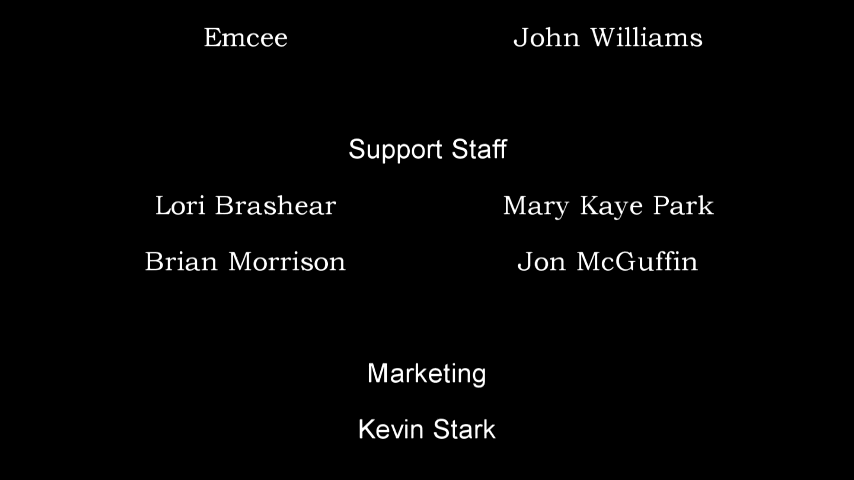 Emcee John Williams
Support Staff
Lori Brashear Mary Kaye Park
Brian Morrison Jon McGuffin
Marketing
Kevin Stark